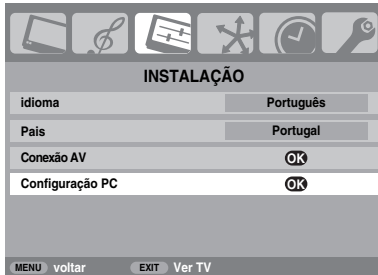 INSTALAÇÃO
idioma Português
Pais Portugal
Conexão AV OK
Configuração PC OK
MENU voltar EXIT Ver TV